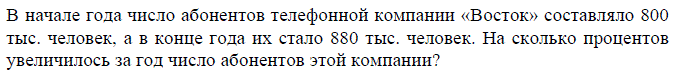 В начале года число абонентов телефонной компании «Восток» составляло 800
тыс. человек, а в конце года их стало 880 тыс. человек. На сколько процентов
увеличилось за год число абонентов этой компании?